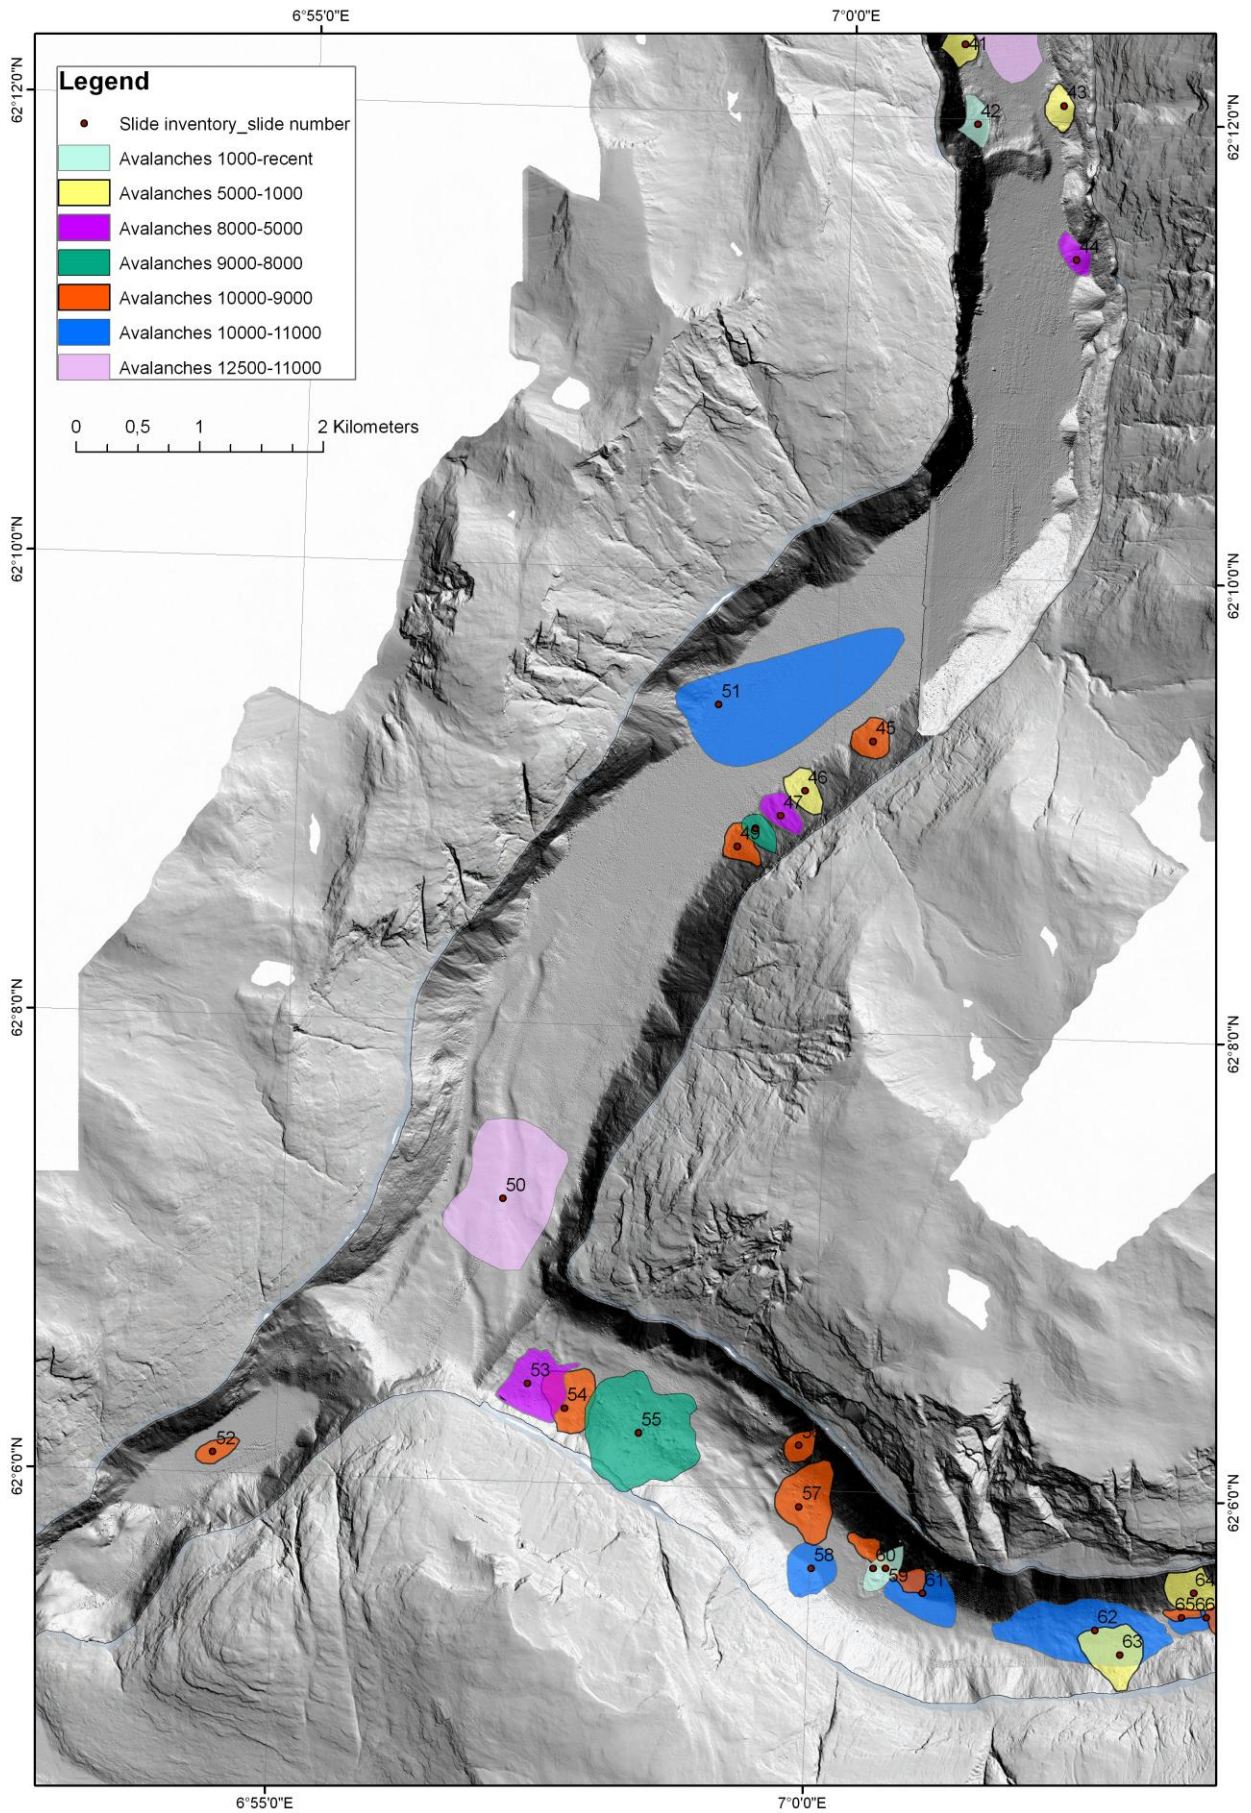 6°55'0"E
7°0'0"E
41
62°12'0"N
Legend
43
42
62°12'0"N
Slide inventory_slide number
Avalanches 1000-recent
Avalanches 5000-1000
Avalanches 8000-5000
44
Avalanches 9000-8000
Avalanches 10000-9000
Avalanches 10000-11000
Avalanches 12500-11000
0 0,5 1 2 Kilometers
62°10'0"N
62°10'0"N
51
45
46
47
49
62°8'0"N
62°8'0"N
50
53
54
55
52
62°6'0"N
57
62°6'0"N
58
60
59
61
64
65
66
62
63
6°55'0"E
7°0'0"E